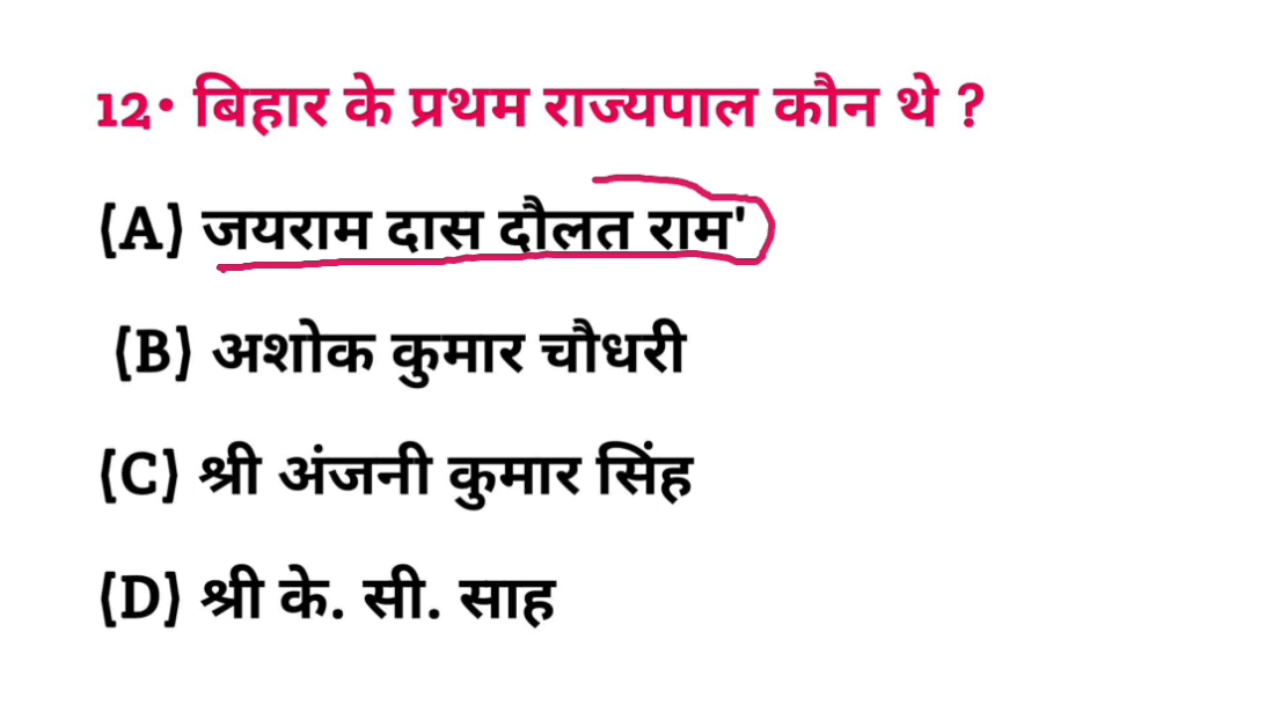 12• बिहार के प्रथम राज्यपाल कौन थे ?
(A) जयराम दास दौलत राम'
(B) अशोक कुमार चौधरी
(C) श्री अंजनी कुमार सिंह
(D) श्री के. सी. साह